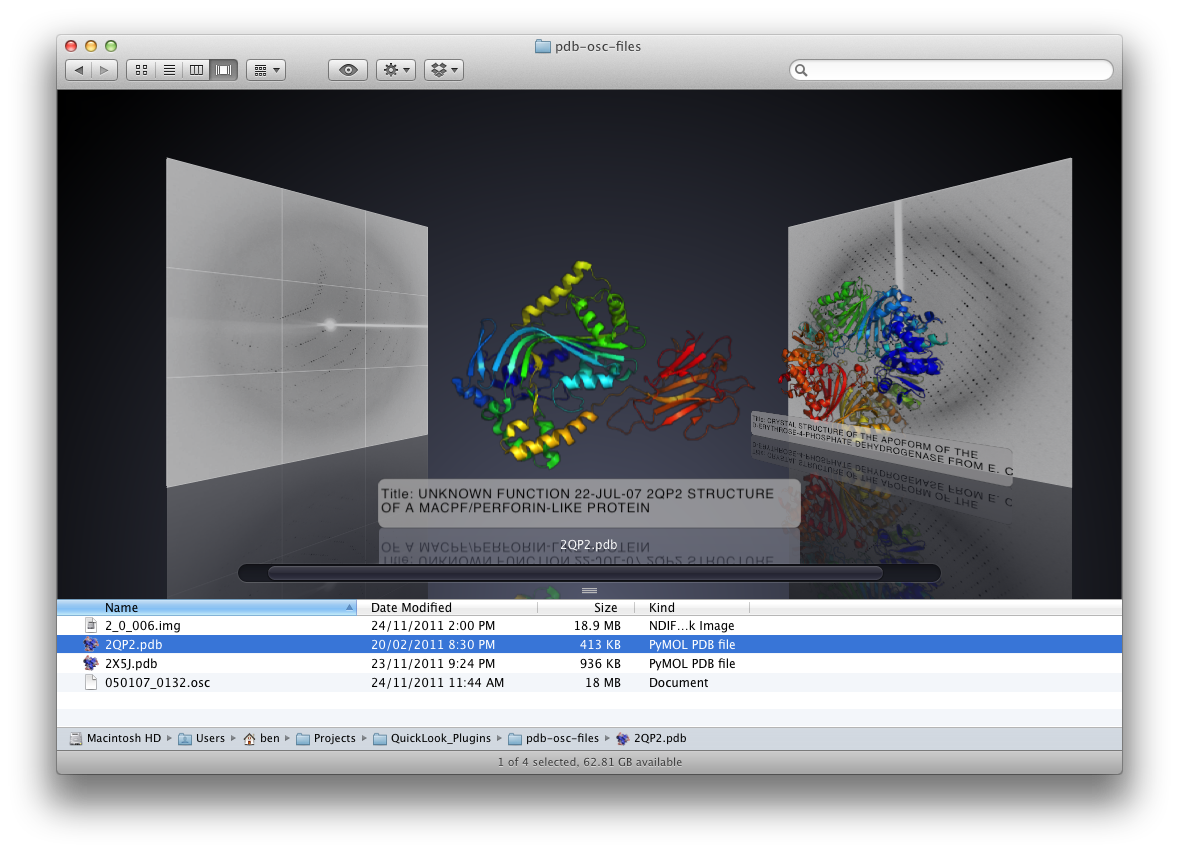 pdb-osc-files
Title: CRYSTAL STRUCTURE OF THE APOFORM OF THE
D-ERYTHROSE-4-PHOSPHATE DEHYDROGENASE FROM E. C
Title: UNKNOWN FUNCTION 22-JUL-07 2QP2 STRUCTURE
OF A MACPF/PERFORIN-LIKE PROTEIN
2QP2.pdb
Name Date Modified Size Kind
2_0_006.img 24/11/2011 2:00 PM 18.9 MB NDIF...k Image
2QP2.pdb 20/02/2011 8:30 PM 413 KB PyMOL PDB file
2X5J.pdb 23/11/2011 9:24 PM 936 KB PyMOL PDB file
050107_0132.osc 24/11/2011 11:44 AM 18 MB Document
Macintosh HD ▸ Users ▸ ben ▸ Projects ▸ QuickLook_Plugins ▸ pdb-osc-files ▸ 2QP2.pdb
1 of 4 selected, 62.81 GB available